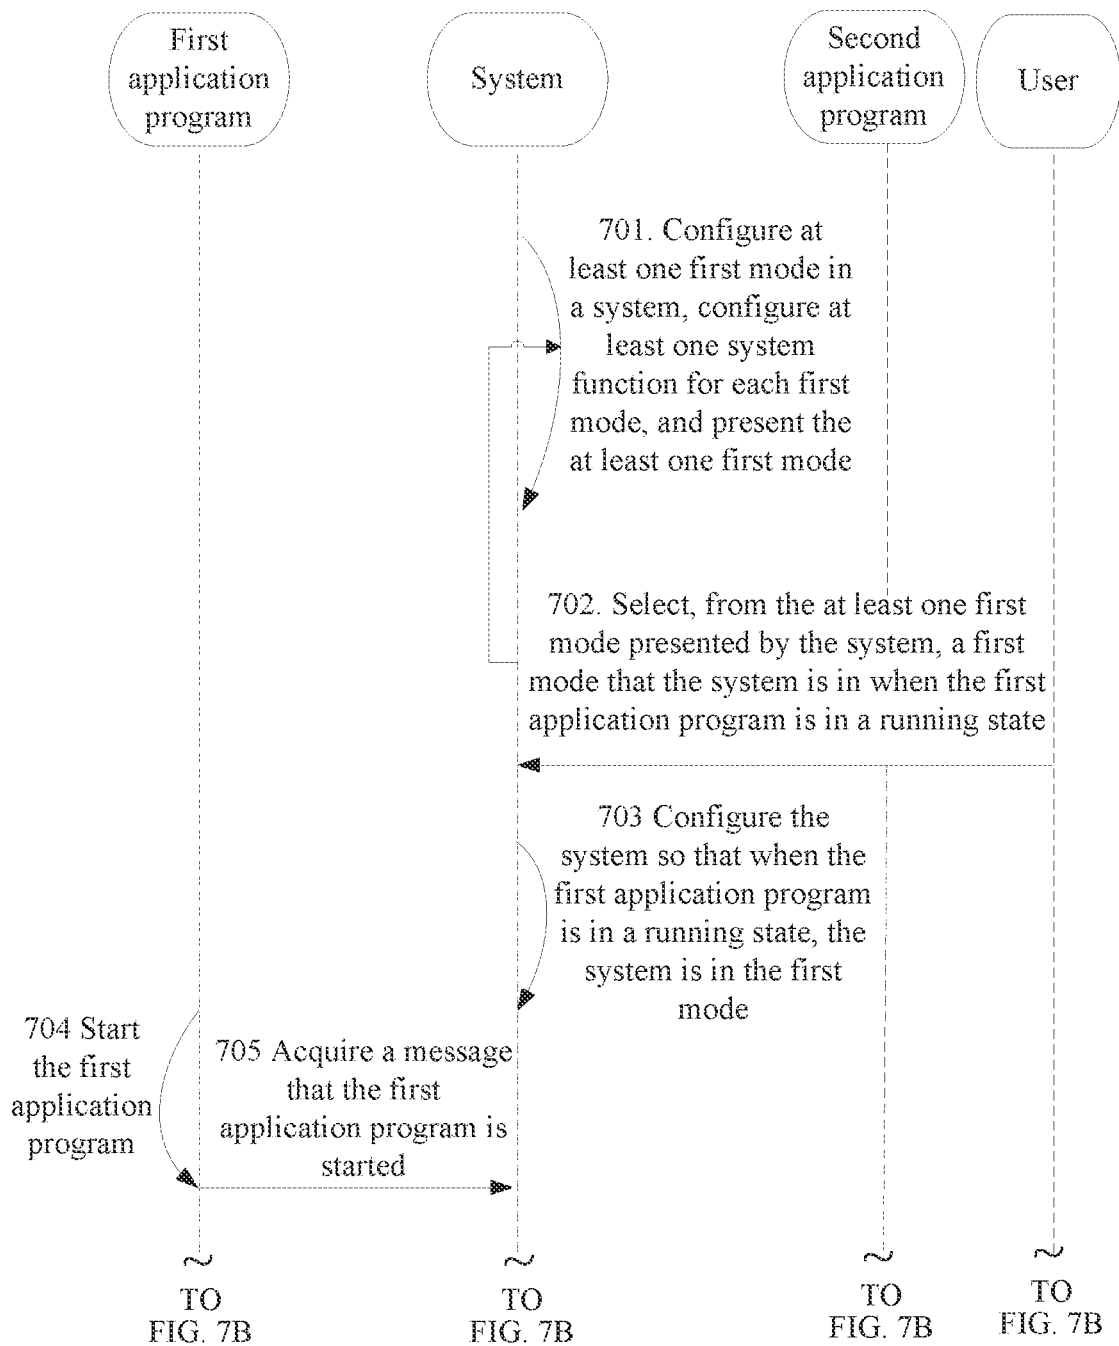 First
application
program
System
Second
application
program
User
701. Configure at
least one first mode in
a system, configure at
least one system
function for each first
mode, and present the
at least one first mode
702. Select, from the at least one first
mode presented by the system, a first
mode that the system is in when the first
application program is in a running state
703 Configure the
system so that when the
first application program
is in a running state, the
system is in the first
mode
704 Start
the first
application
program
705 Acquire a message
that the first
application program is
started
TO
FIG. 7B
TO
FIG. 7B
TO
FIG. 7B
TO
FIG. 7B